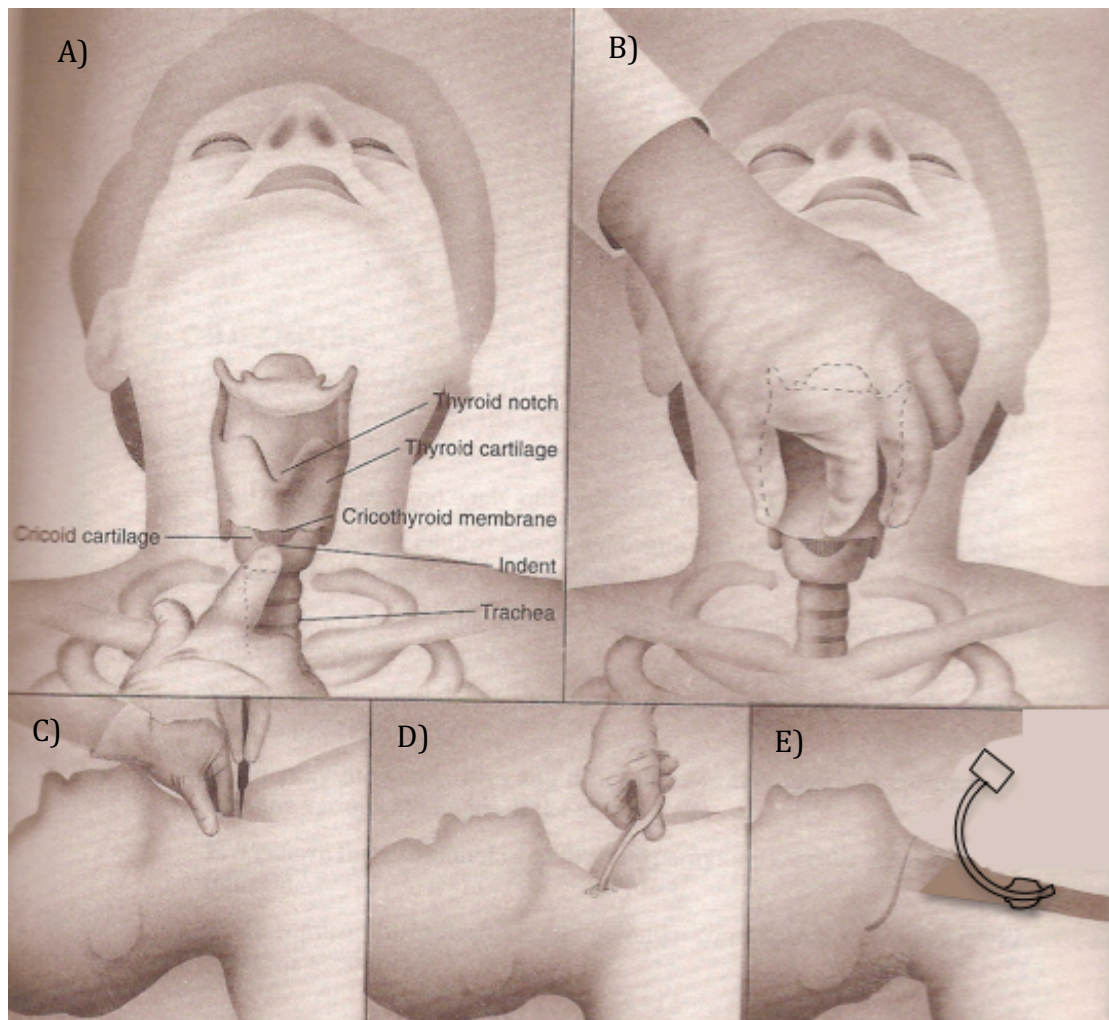 A)
B)
Thyroid notch
Thyroid cartilage
Cricothyroid membrane
Cricoid cartilage
Indent
Trachea
C)
D)
E)